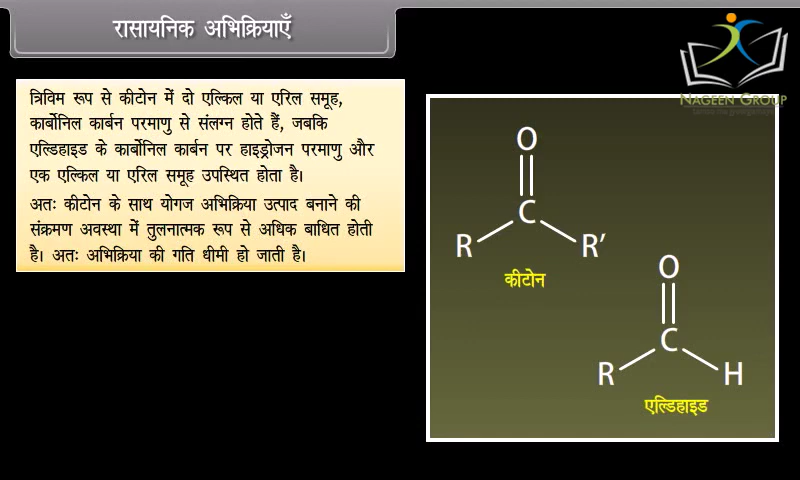 रासायनिक अभिक्रियाएँ
NAGEEN GROUP
त्रिविम रूप से कीटोन में दो एल्किल या एरिल समूह,
कार्बोनिल कार्बन परमाणु से संलग्न होते हैं, जबकि
एल्डिहाइड के कार्बोनिल कार्बन पर हाइड्रोजन परमाणु और
एक एल्किल या एरिल समूह उपस्थित होता है।
अतः कीटोन के साथ योगज अभिक्रिया उत्पाद बनाने की
संक्रमण अवस्था में तुलनात्मक रूप से अधिक बाधित होती
है। अतः अभिक्रिया की गति धीमी हो जाती है।
O
C
R R′
कीटोन
O
C
R H
एल्डिहाइड